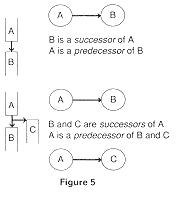 A
B
A B
B is a successor of A
A is a predecessor of B
A
B C
A B
B and C are successors of A
A is a predecessor of B and C
A C
Figure 5